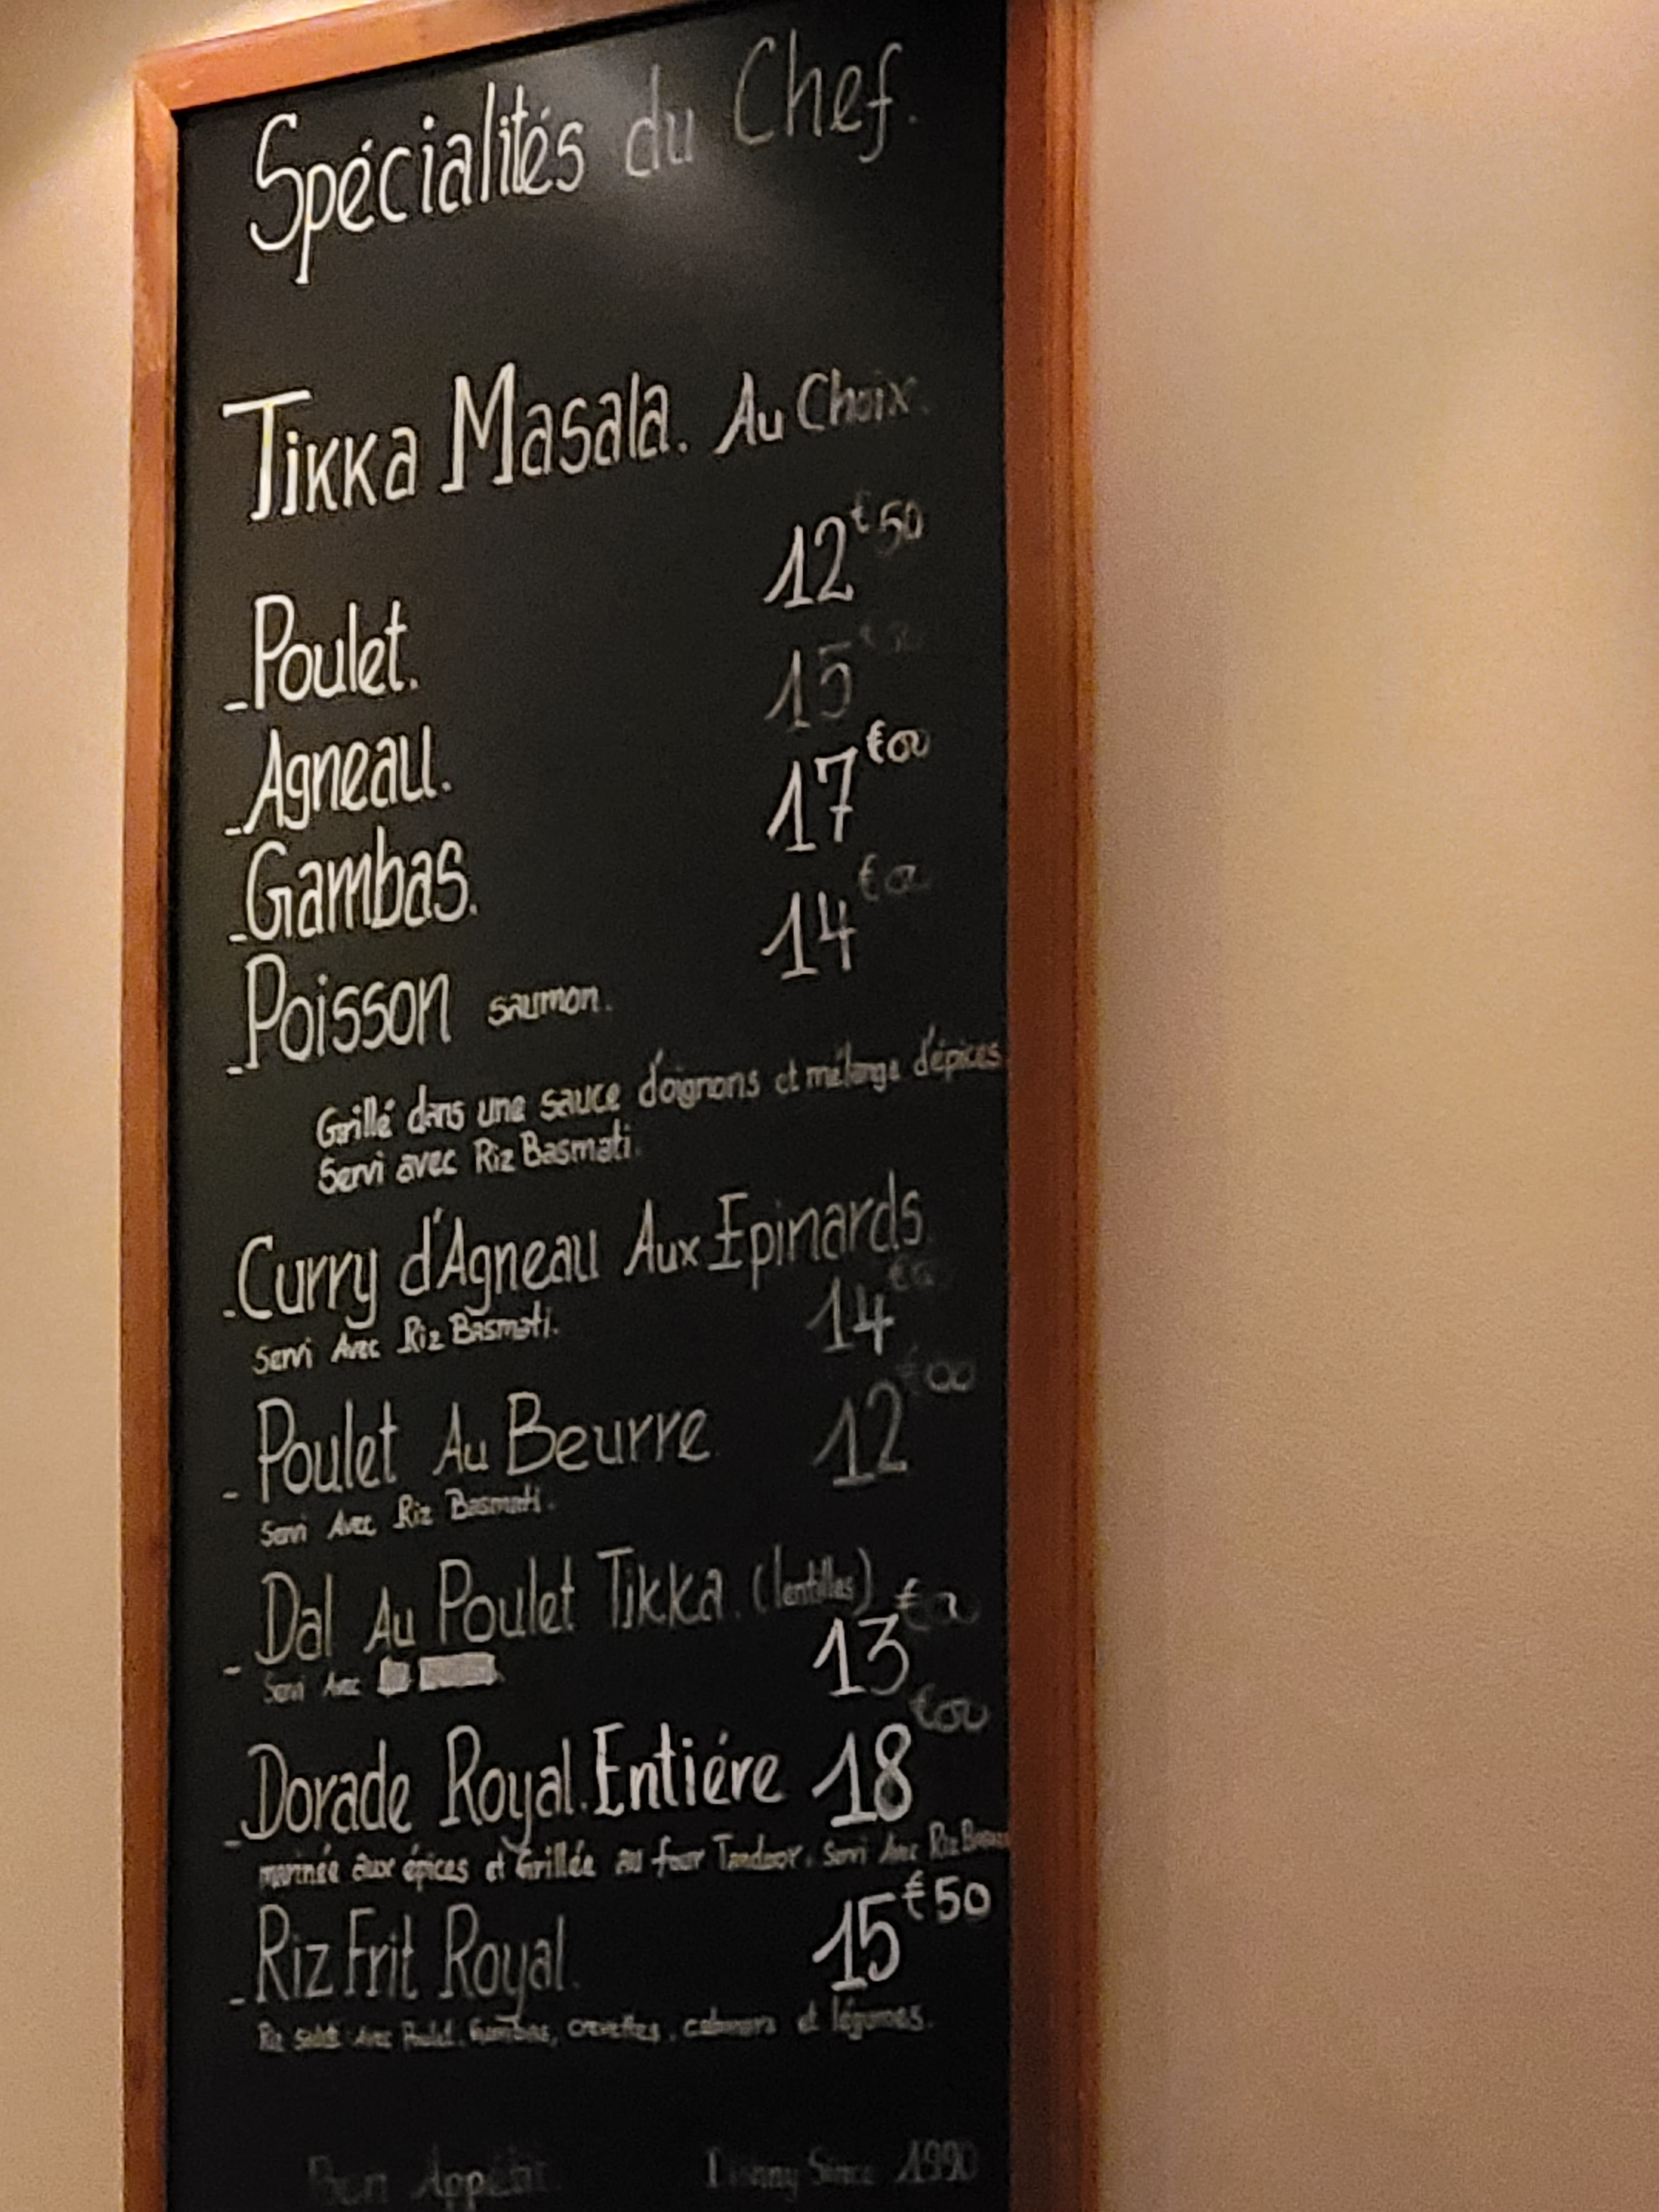 Spécialités du Chef.
Tikka Masala. Au Choix.
_Poulet. 12€50
_Agneau. 15
_Gambas. 17€00
_Poisson saumon. 14€00
Grillé dans une sauce d'oignons et mélange d'épices.
Servi avec Riz Basmati.
_Curry d'Agneau Aux Epinards.
Servi Avec Riz Basmati. 14
_ Poulet Au Beurre 12€00
Servi Avec Riz Basmati.
_ Dal Au Poulet Tikka. (lentilles)
Servi Avec 13€
_Dorade Royal.Entiére 18€00
marinée aux épices et Grillée au four Tandoor. Servi Avec Riz
_Riz Frit Royal. 15€50
Riz Avec Poulet. Gambas, crevettes, calamars et légumes.
Bon Appétit. Since 1990